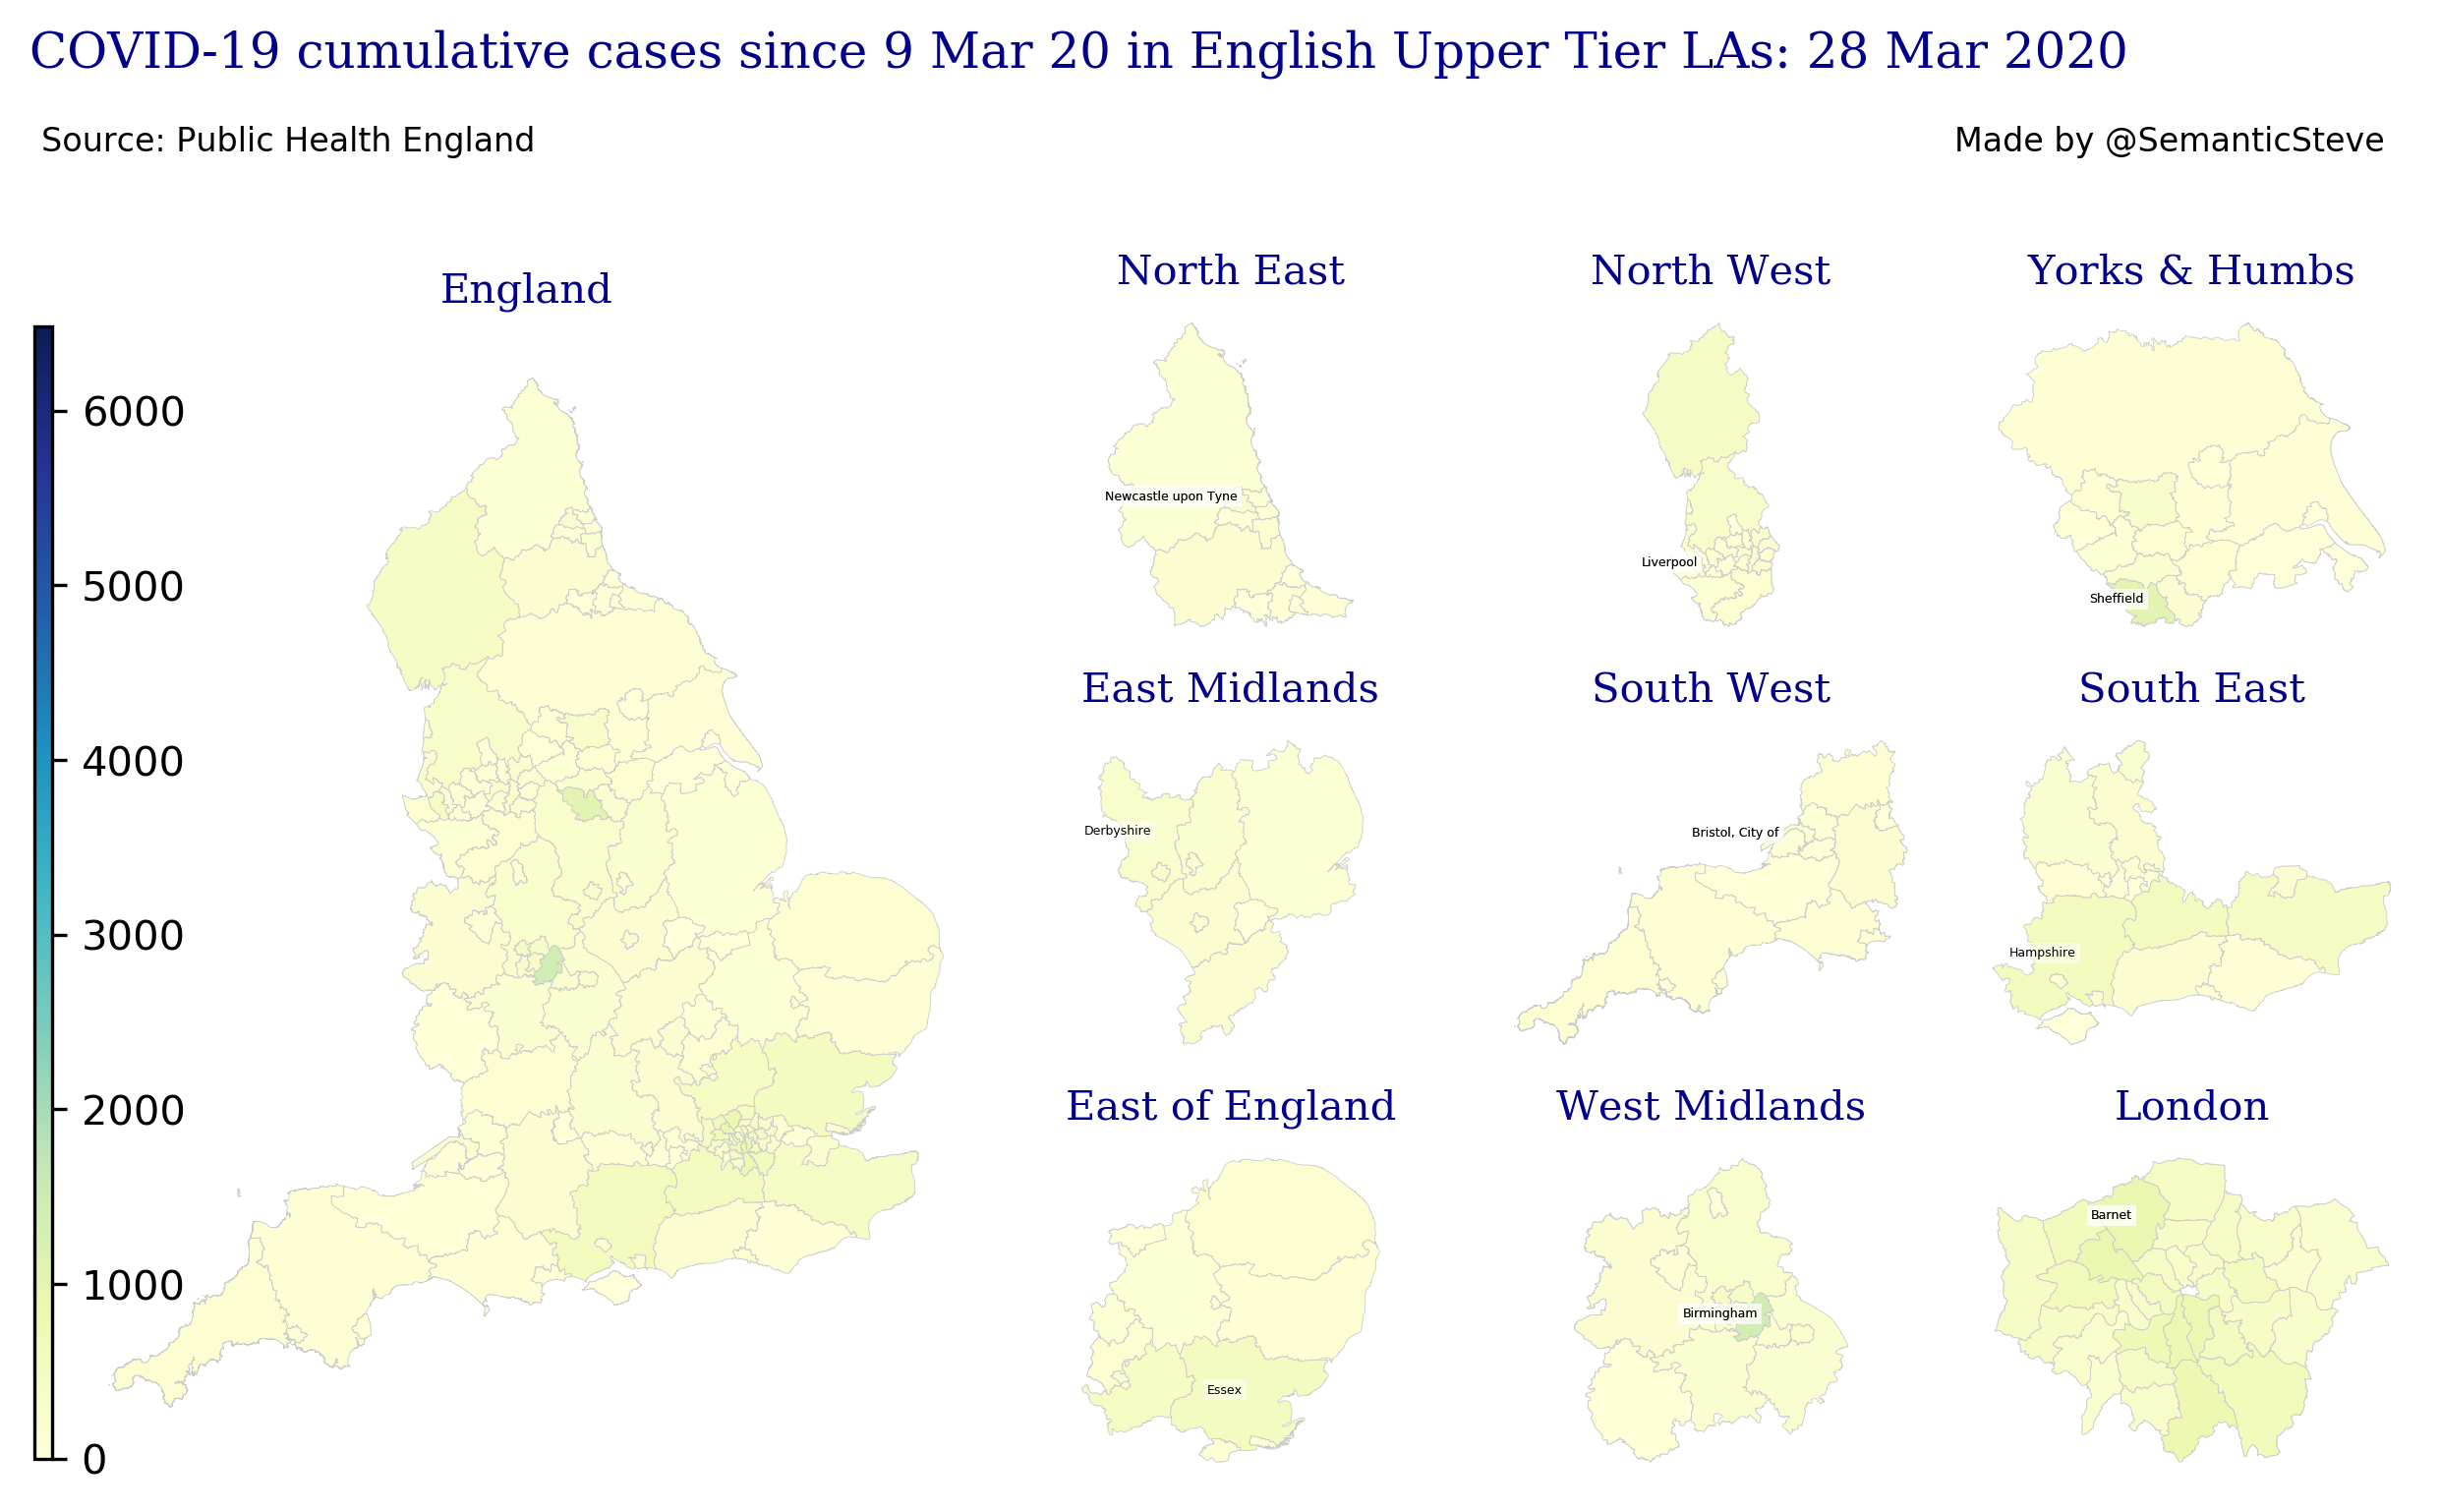 COVID-19 cumulative cases since 9 Mar 20 in English Upper Tier LAs: 28 Mar 2020
Source: Public Health England
Made by @SemanticSteve
England
6000
5000
4000
3000
2000
1000
0
North East
Newcastle upon Tyne
North West
Liverpool
Yorks & Humbs
Sheffield
East Midlands
Derbyshire
South West
Bristol, City of
South East
Hampshire
East of England
Essex
West Midlands
Birmingham
London
Barnet